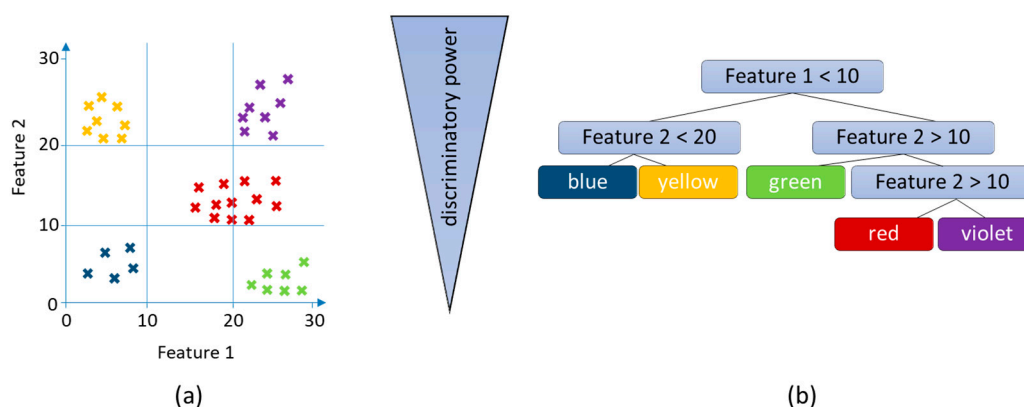 Feature 2
30
20
10
0
0 10 20 30
Feature 1
(a)
discriminatory power
Feature 1 < 10
Feature 2 < 20
Feature 2 > 10
blue
yellow
green
Feature 2 > 10
red
violet
(b)